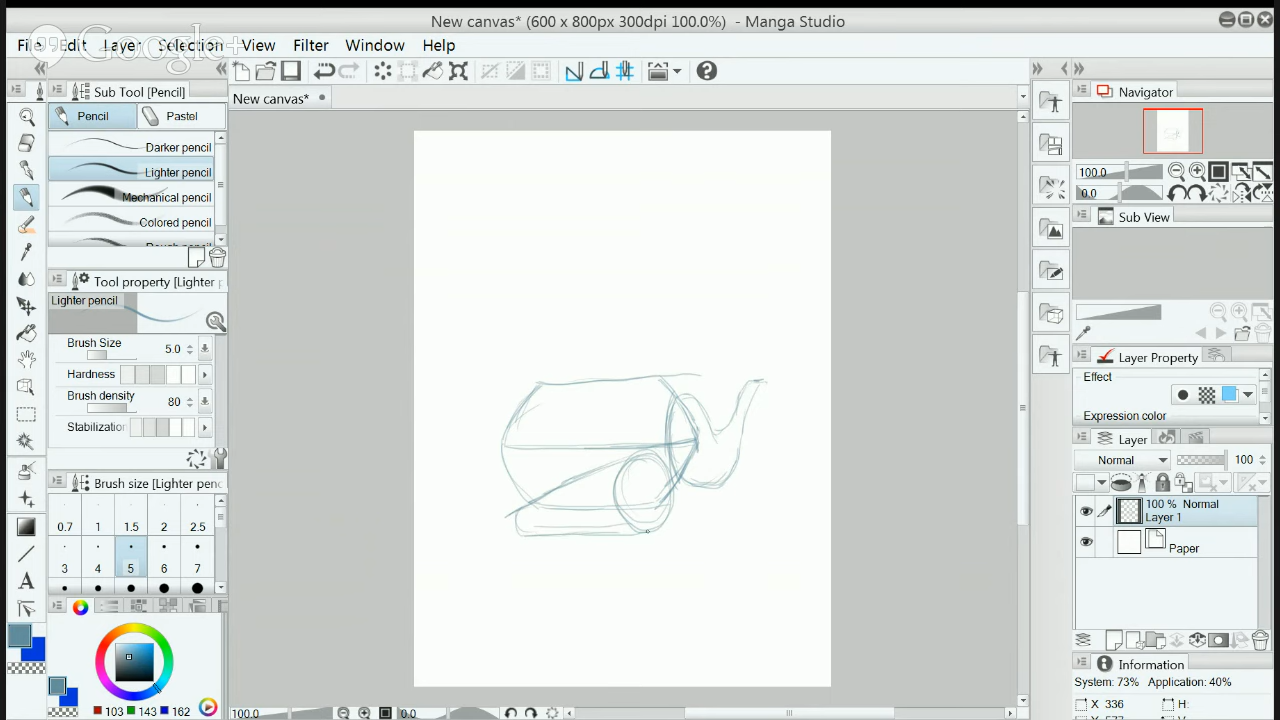 New canvas* (600 x 800px 300dpi 100.0%) - Manga Studio
Google+
File Edit Layer Selection View Filter Window Help
Sub Tool [Pencil]
New canvas*
Navigator
Pencil Pastel
Darker pencil
Lighter pencil
100.0
Mechanical pencil
0.0
Colored pencil
Sub View
Rough pencil
Tool property [Lighter p
Lighter pencil
Brush Size 5.0
Layer Property
Hardness
Effect
Brush density 80
Expression color
Stabilization
Layer
Normal 100
Brush size [Lighter penc
100 % Normal
Layer 1
0.7 1 1.5 2 2.5
Paper
3 4 5 6 7
Information
System: 73% Application: 40%
X 336 H:
103 143 162
100.0 0.0